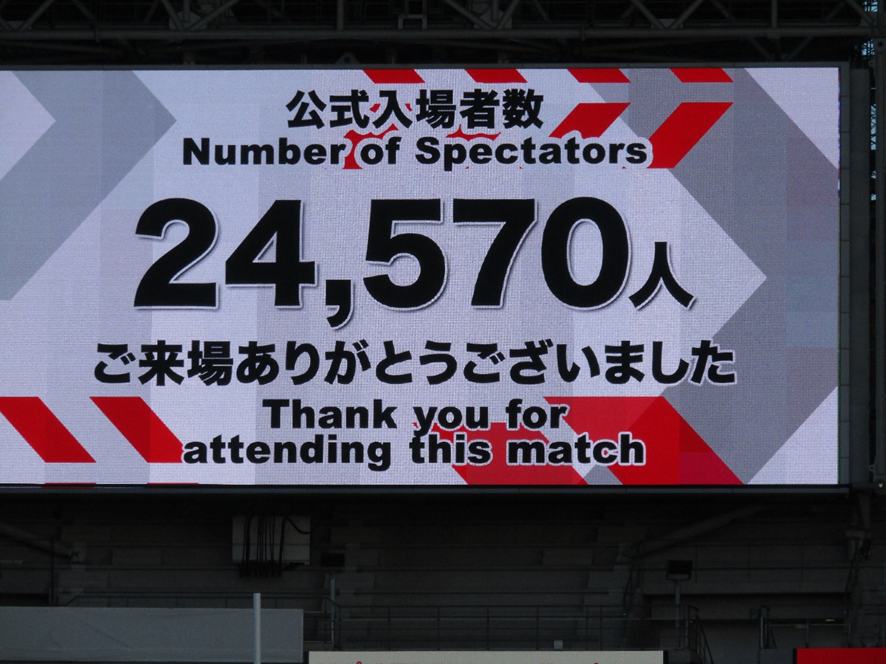 公式入場者数
Number of Spectators
24,570人
ご来場ありがとうございました
Thank you for
attending this match